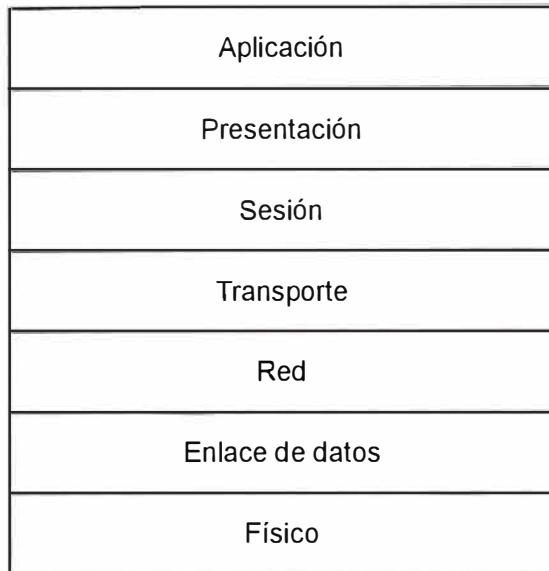 Aplicación
Presentación
Sesión
Transporte
Red
Enlace de datos
Físico